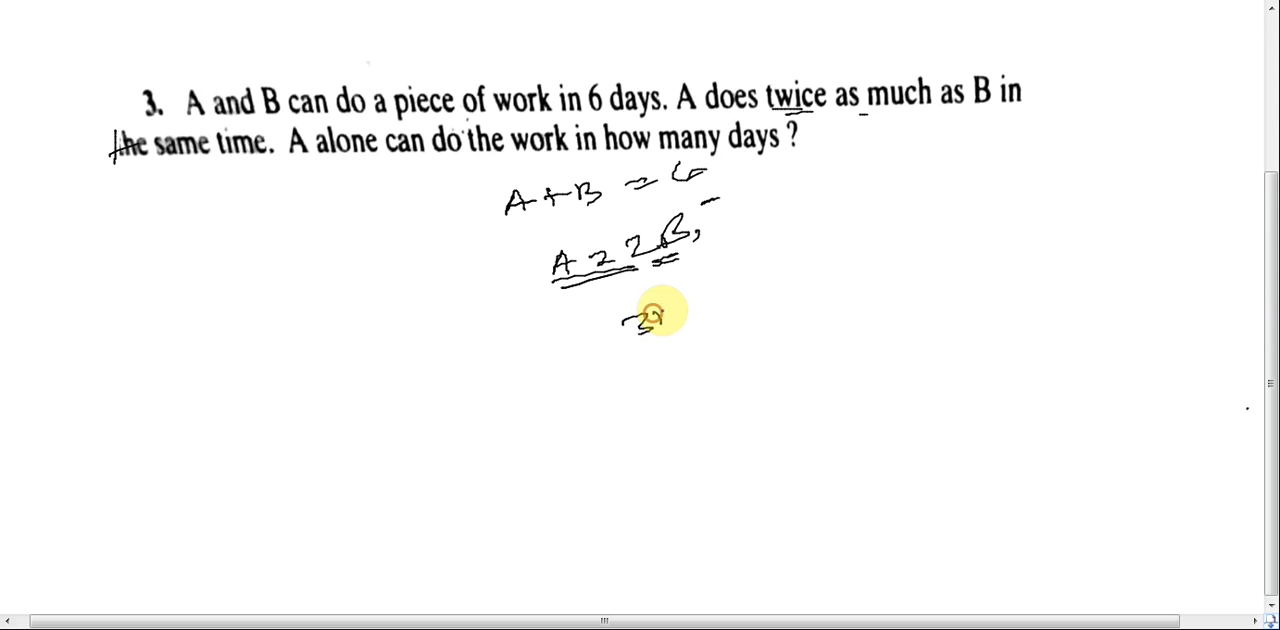 3. A and B can do a piece of work in 6 days. A does twice as much as B in
the same time. A alone can do the work in how many days ?
A+B = 6
A = 2B,
3